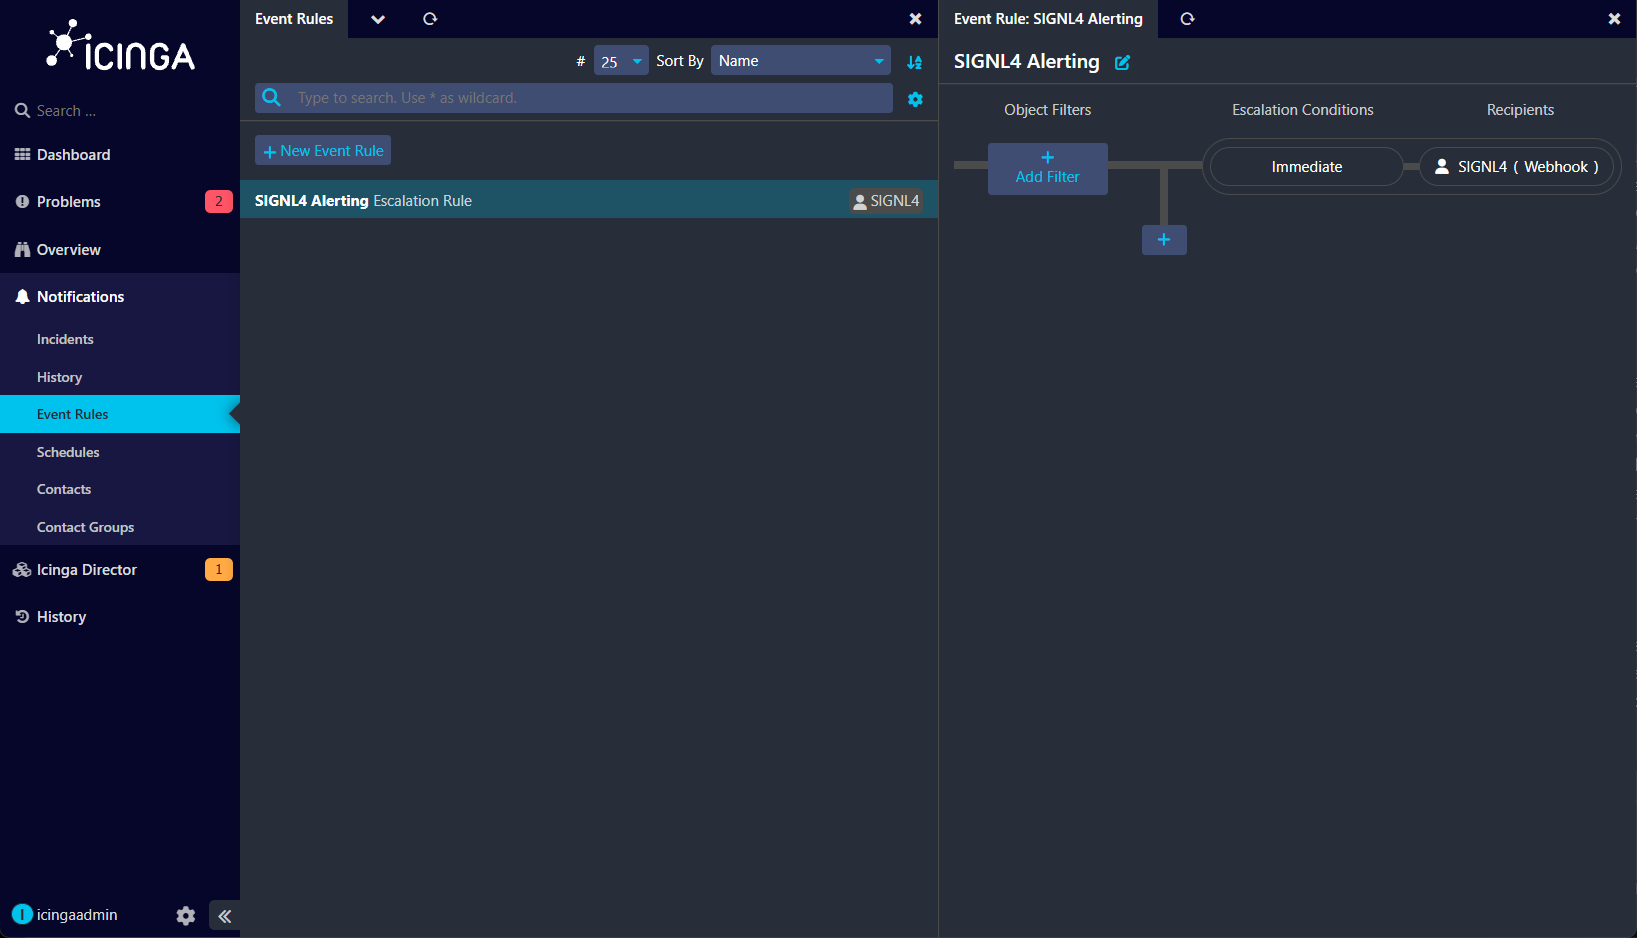 ICINGA
Search ...
Dashboard
Problems 2
Overview
Notifications
Incidents
History
Event Rules
Schedules
Contacts
Contact Groups
Icinga Director 1
History
I icingaadmin
Event Rules
# 25 Sort By Name
Type to search. Use * as wildcard.
+ New Event Rule
SIGNL4 Alerting Escalation Rule SIGNL4
Event Rule: SIGNL4 Alerting
SIGNL4 Alerting
Object Filters Escalation Conditions Recipients
+
Add Filter
Immediate
SIGNL4 ( Webhook )
+